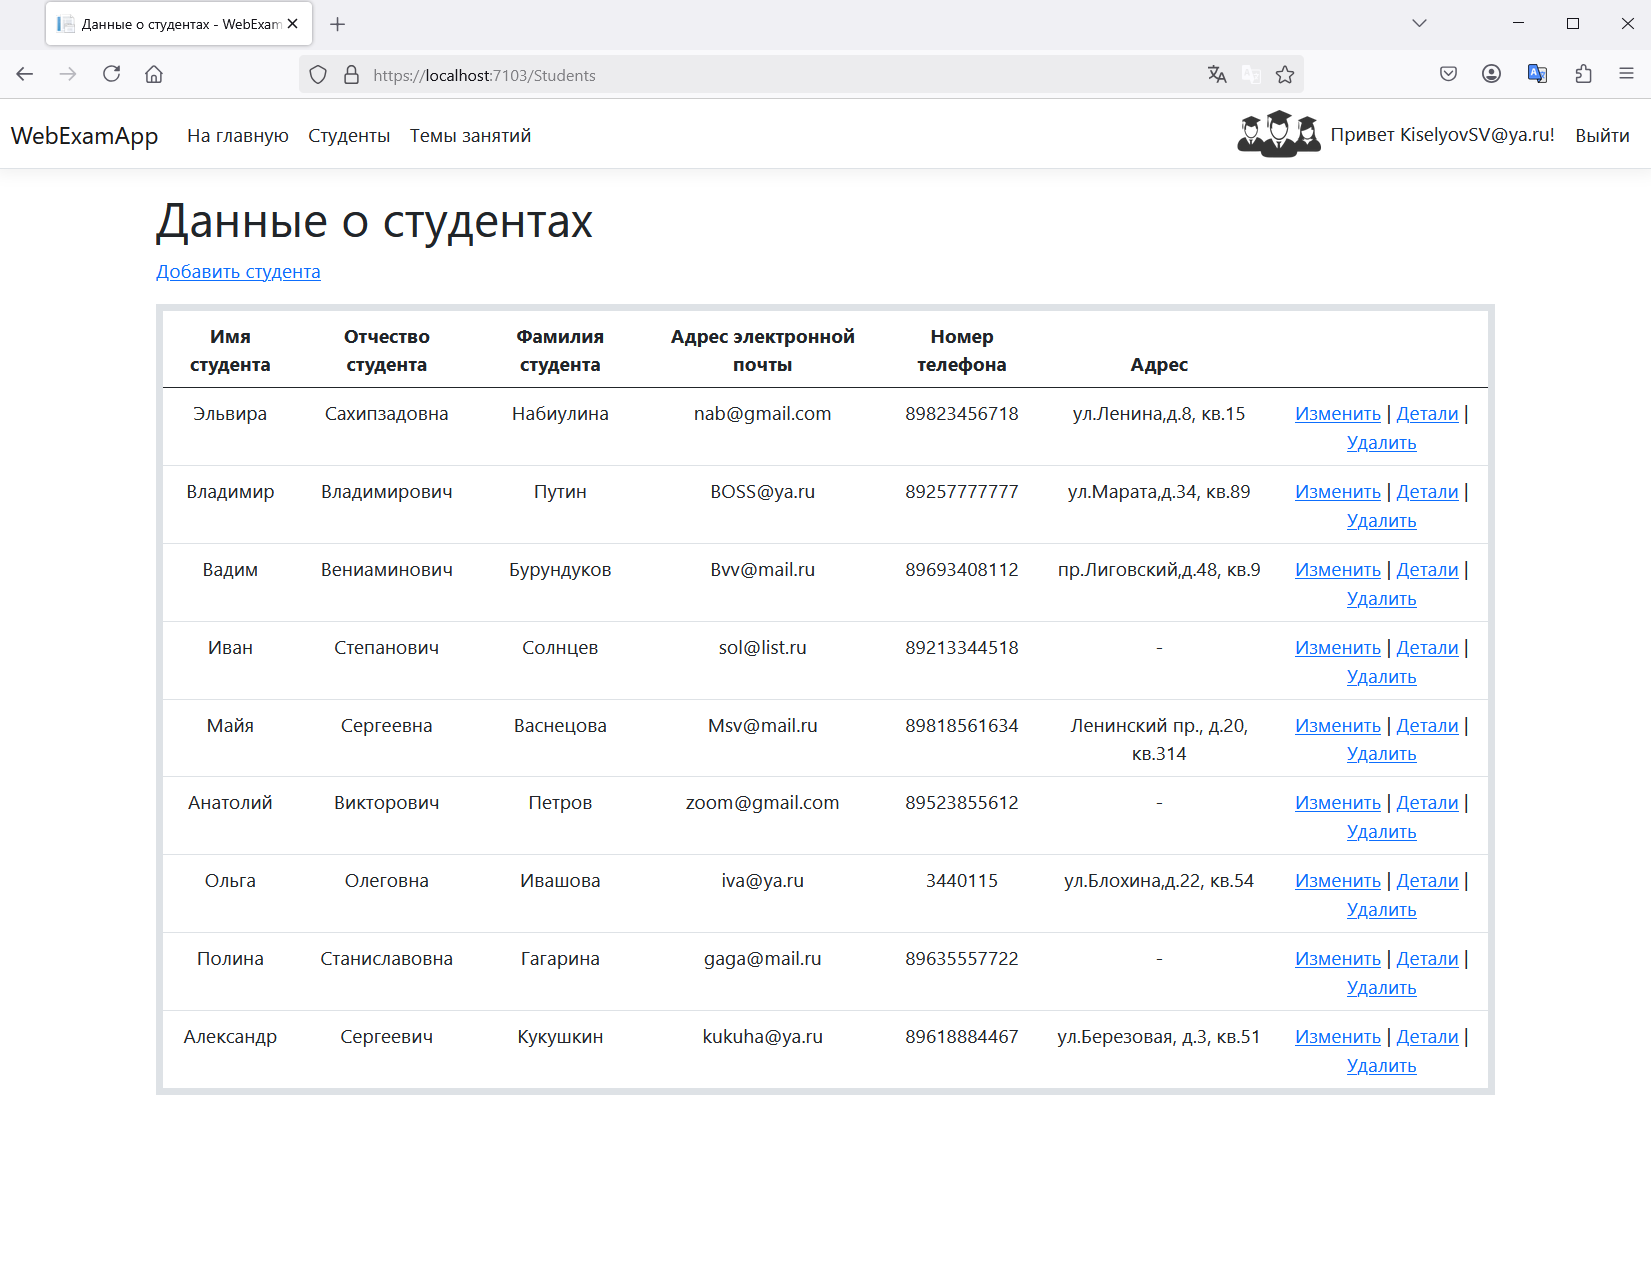 Данные о студентах - WebExam
https://localhost:7103/Students
WebExamApp На главную Студенты Темы занятий Привет KiselyovSV@ya.ru! Выйти
Данные о студентах
Добавить студента
Имя Отчество Фамилия Адрес электронной Номер
студента студента студента почты телефона Адрес
Эльвира Сахипзадовна Набиулина nab@gmail.com 89823456718 ул.Ленина,д.8, кв.15 Изменить | Детали |
Удалить
Владимир Владимирович Путин BOSS@ya.ru 89257777777 ул.Марата,д.34, кв.89 Изменить | Детали |
Удалить
Вадим Вениаминович Бурундуков Bvv@mail.ru 89693408112 пр.Лиговский,д.48, кв.9 Изменить | Детали |
Удалить
Иван Степанович Солнцев sol@list.ru 89213344518 - Изменить | Детали |
Удалить
Майя Сергеевна Васнецова Msv@mail.ru 89818561634 Ленинский пр., д.20, Изменить | Детали |
кв.314 Удалить
Анатолий Викторович Петров zoom@gmail.com 89523855612 - Изменить | Детали |
Удалить
Ольга Олеговна Ивашова iva@ya.ru 3440115 ул.Блохина,д.22, кв.54 Изменить | Детали |
Удалить
Полина Станиславовна Гагарина gaga@mail.ru 89635557722 - Изменить | Детали |
Удалить
Александр Сергеевич Кукушкин kukuha@ya.ru 89618884467 ул.Березовая, д.3, кв.51 Изменить | Детали |
Удалить